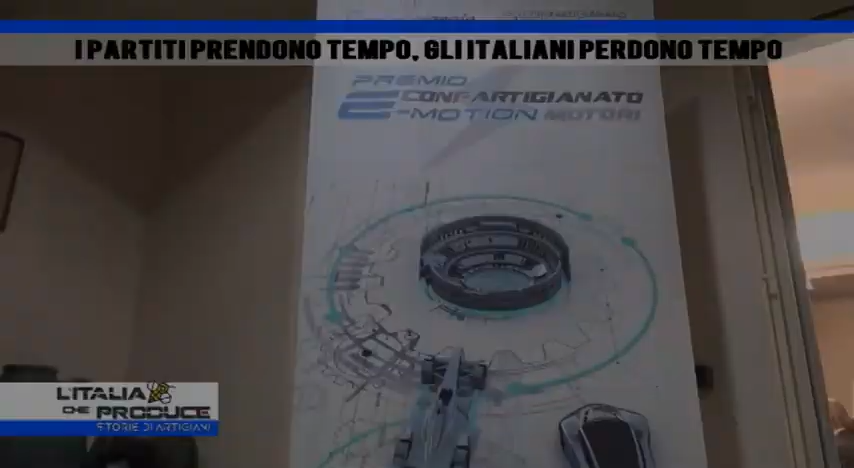 I PARTITI PRENDONO TEMPO, GLI ITALIANI PERDONO TEMPO
PREMIO
CONFARTIGIANATO
E-MOTION MOTORI
L'ITALIA
CHE PRODUCE
STORIE DI ARTIGIANI